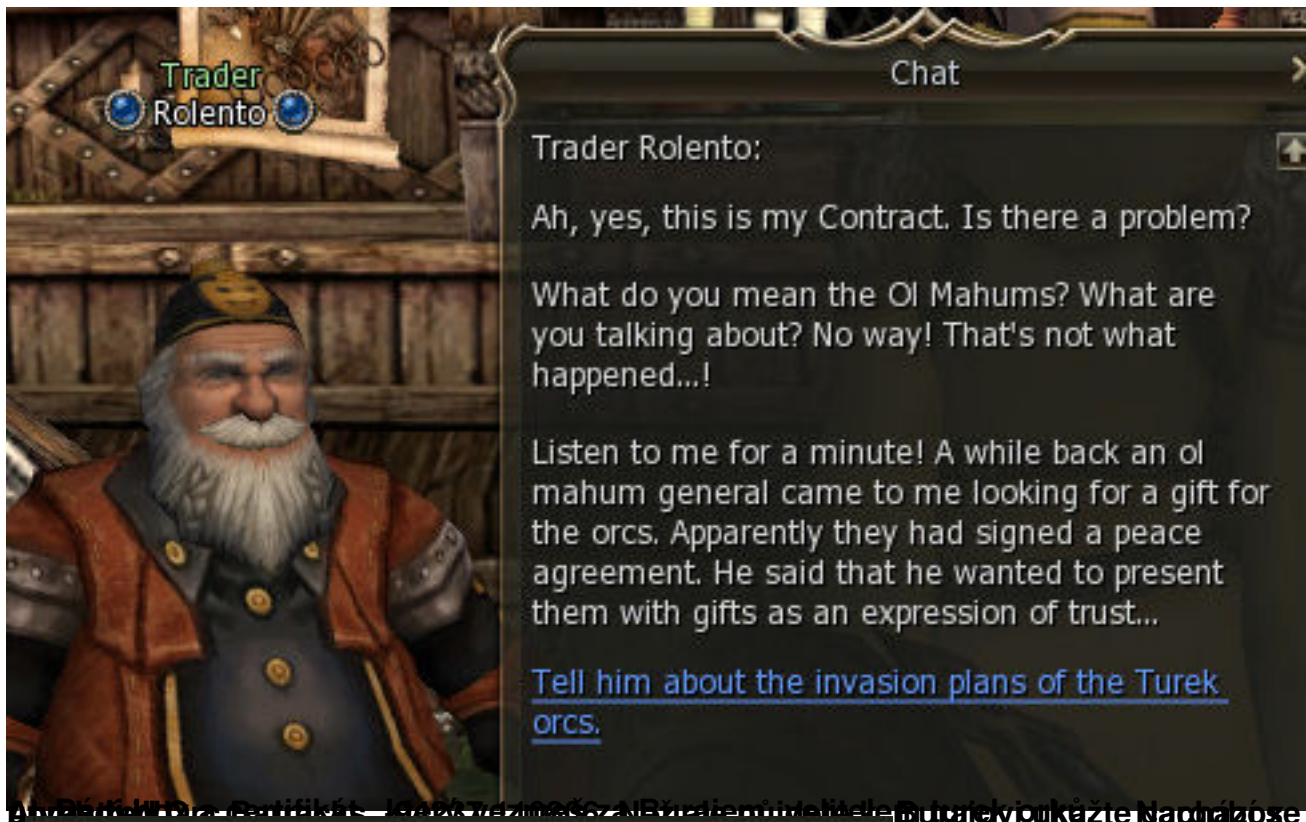 Trader
Rolento
Chat
Trader Rolento:
Ah, yes, this is my Contract. Is there a problem?
What do you mean the Ol Mahums? What are
you talking about? No way! That's not what
happened...!
Listen to me for a minute! A while back an ol
mahum general came to me looking for a gift for
the orcs. Apparently they had signed a peace
agreement. He said that he wanted to present
them with gifts as an expression of trust...
Tell him about the invasion plans of the Turek
orcs.